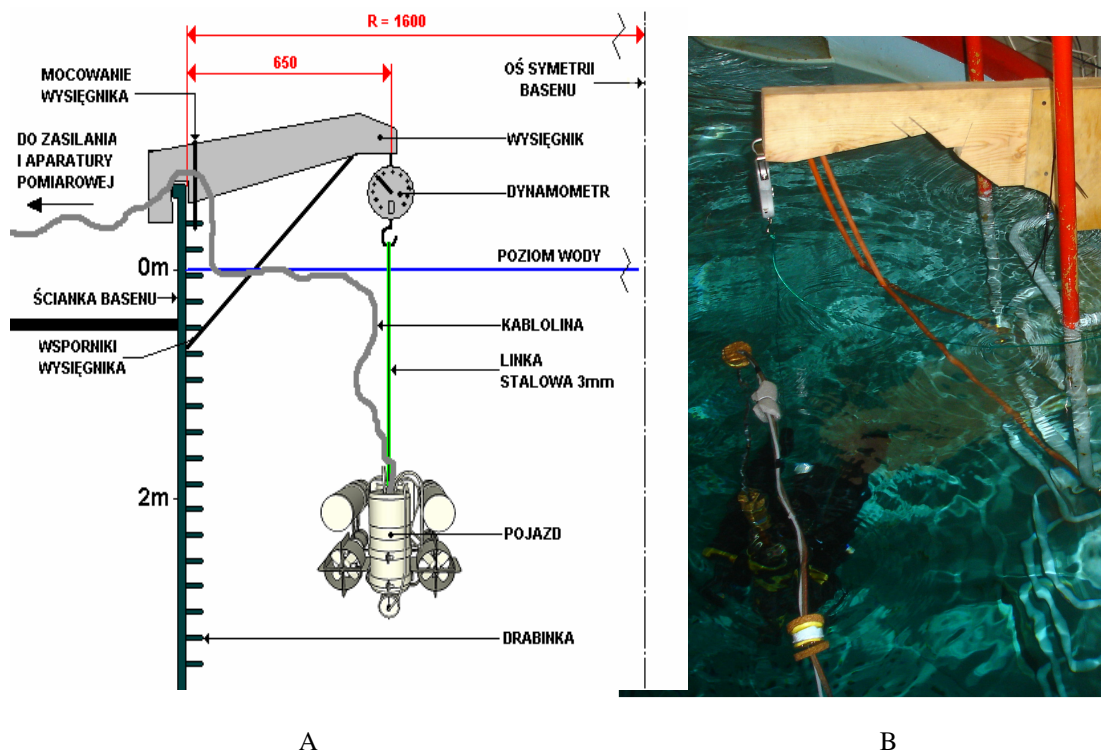 R = 1600
650
MOCOWANIE
WYSIĘGNIKA
OŚ SYMETRII
BASENU
DO ZASILANIA
I APARATURY
POMIAROWEJ
WYSIĘGNIK
DYNAMOMETR
POZIOM WODY
0m
ŚCIANKA BASENU
KABLOLINA
WSPORNIKI
WYSIĘGNIKA
LINKA
STALOWA 3mm
2m
POJAZD
DRABINKA
A
B